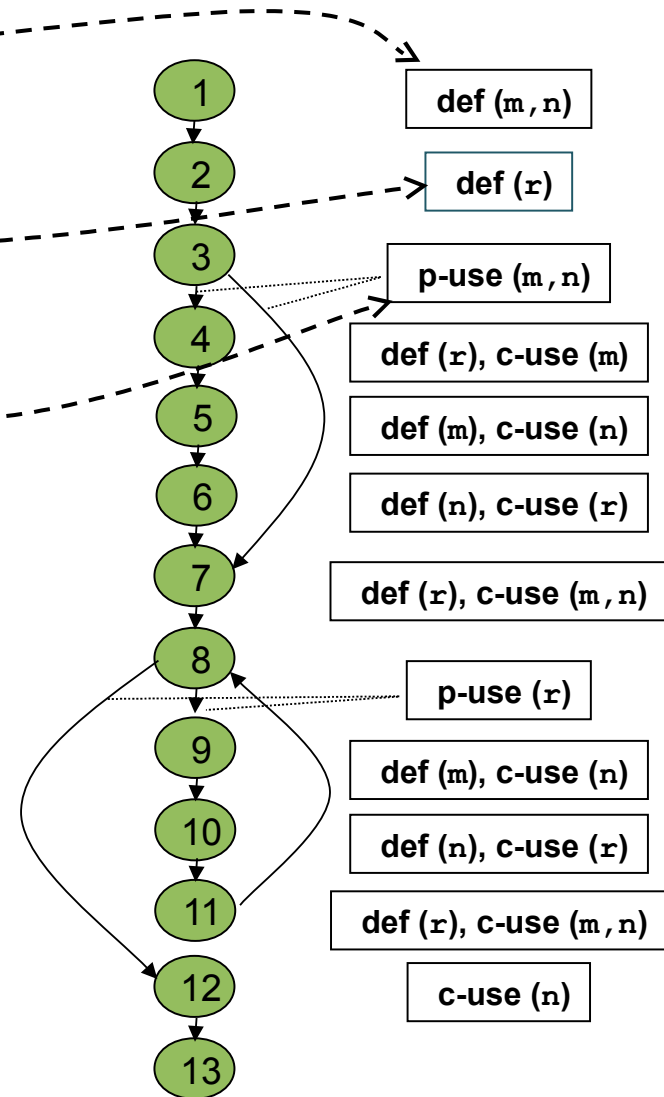 1
def (m,n)
2
def (r)
3
p-use (m,n)
4
def (r), c-use (m)
5
def (m), c-use (n)
6
def (n), c-use (r)
7
def (r), c-use (m,n)
8
p-use (r)
9
def (m), c-use (n)
10
def (n), c-use (r)
11
def (r), c-use (m,n)
12
c-use (n)
13